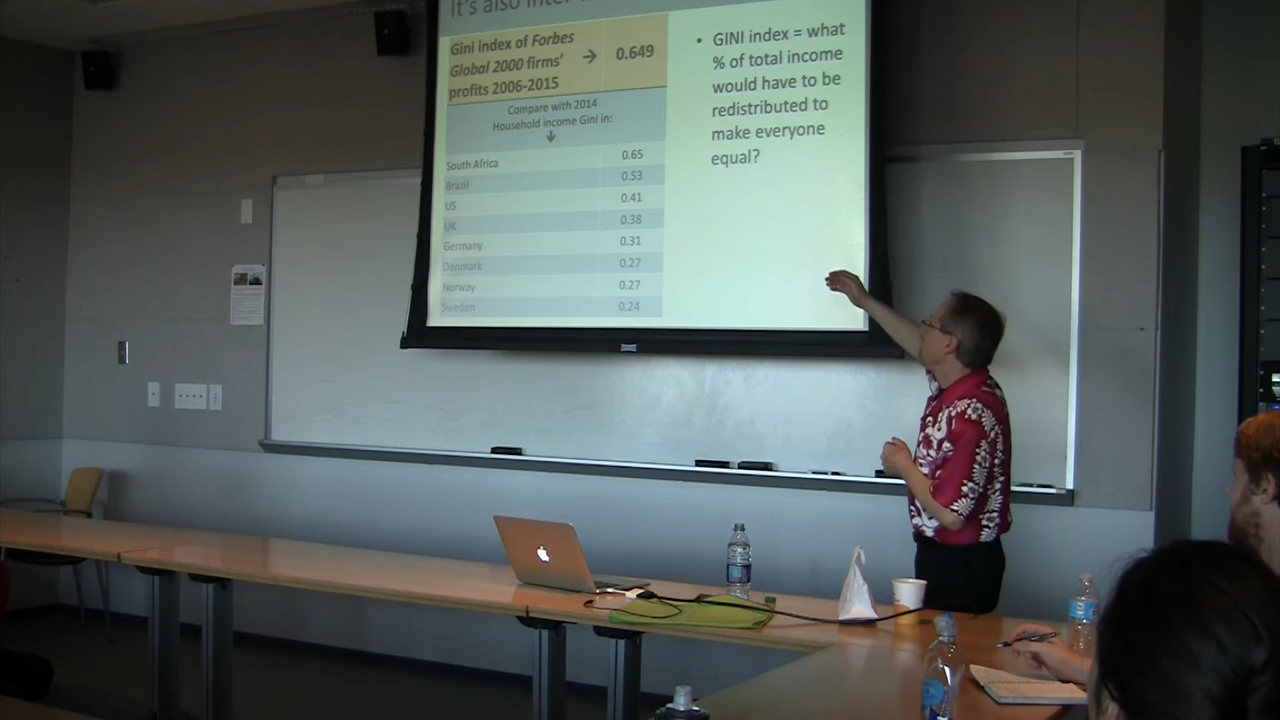 It's also inter
Gini index of Forbes
Global 2000 firms' → 0.649
profits 2006-2015
Compare with 2014
Household income Gini in:
↓
South Africa 0.65
Brazil 0.53
US 0.41
UK 0.38
Germany 0.31
Denmark 0.27
Norway 0.27
Sweden 0.24
• GINI index = what
% of total income
would have to be
redistributed to
make everyone
equal?